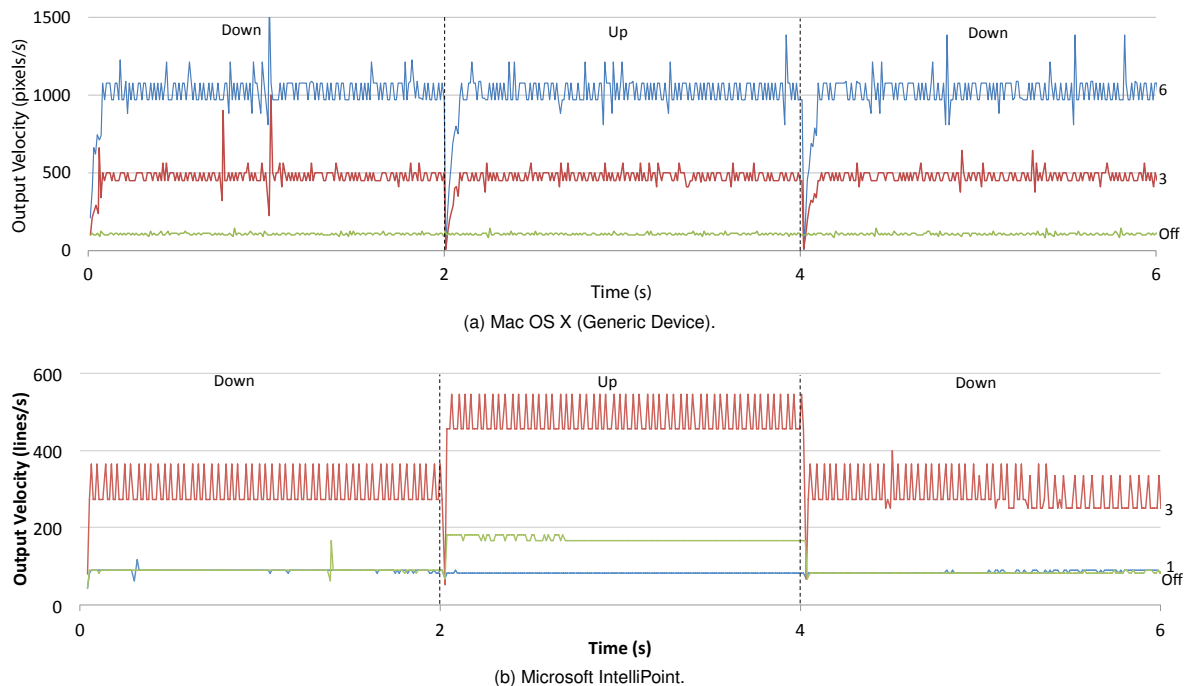 1500
1000
500
0
Output Velocity (pixels/s)
Down
Up
Down
6
3
Off
0
2
4
6
Time (s)
(a) Mac OS X (Generic Device).
600
400
200
0
Output Velocity (lines/s)
Down
Up
Down
3
1
Off
0
2
4
6
Time (s)
(b) Microsoft IntelliPoint.